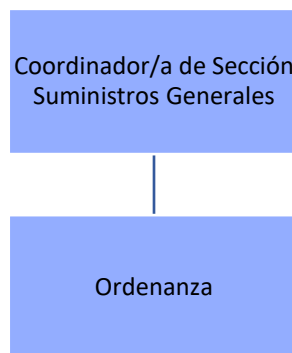 Coordinador/a de Sección
Suministros Generales
Ordenanza